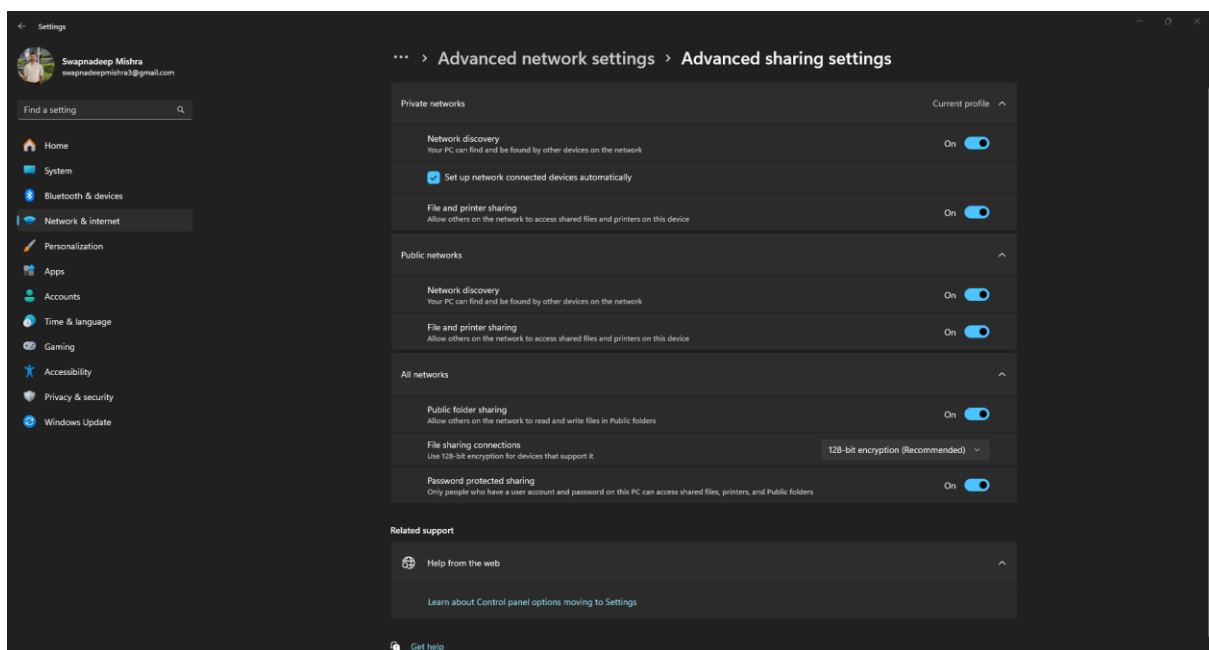 Settings
Swapnadeep Mishra
swapnadeepmishra3@gmail.com
Find a setting
Home
System
Bluetooth & devices
Network & internet
Personalization
Apps
Accounts
Time & language
Gaming
Accessibility
Privacy & security
Windows Update
··· > Advanced network settings > Advanced sharing settings
Private networks Current profile
Network discovery
Your PC can find and be found by other devices on the network
On
Set up network connected devices automatically
File and printer sharing
Allow others on the network to access shared files and printers on this device
On
Public networks
Network discovery
Your PC can find and be found by other devices on the network
On
File and printer sharing
Allow others on the network to access shared files and printers on this device
On
All networks
Public folder sharing
Allow others on the network to read and write files in Public folders
On
File sharing connections
Use 128-bit encryption for devices that support it
128-bit encryption (Recommended)
Password protected sharing
Only people who have a user account and password on this PC can access shared files, printers, and Public folders
On
Related support
Help from the web
Learn about Control panel options moving to Settings
Get help